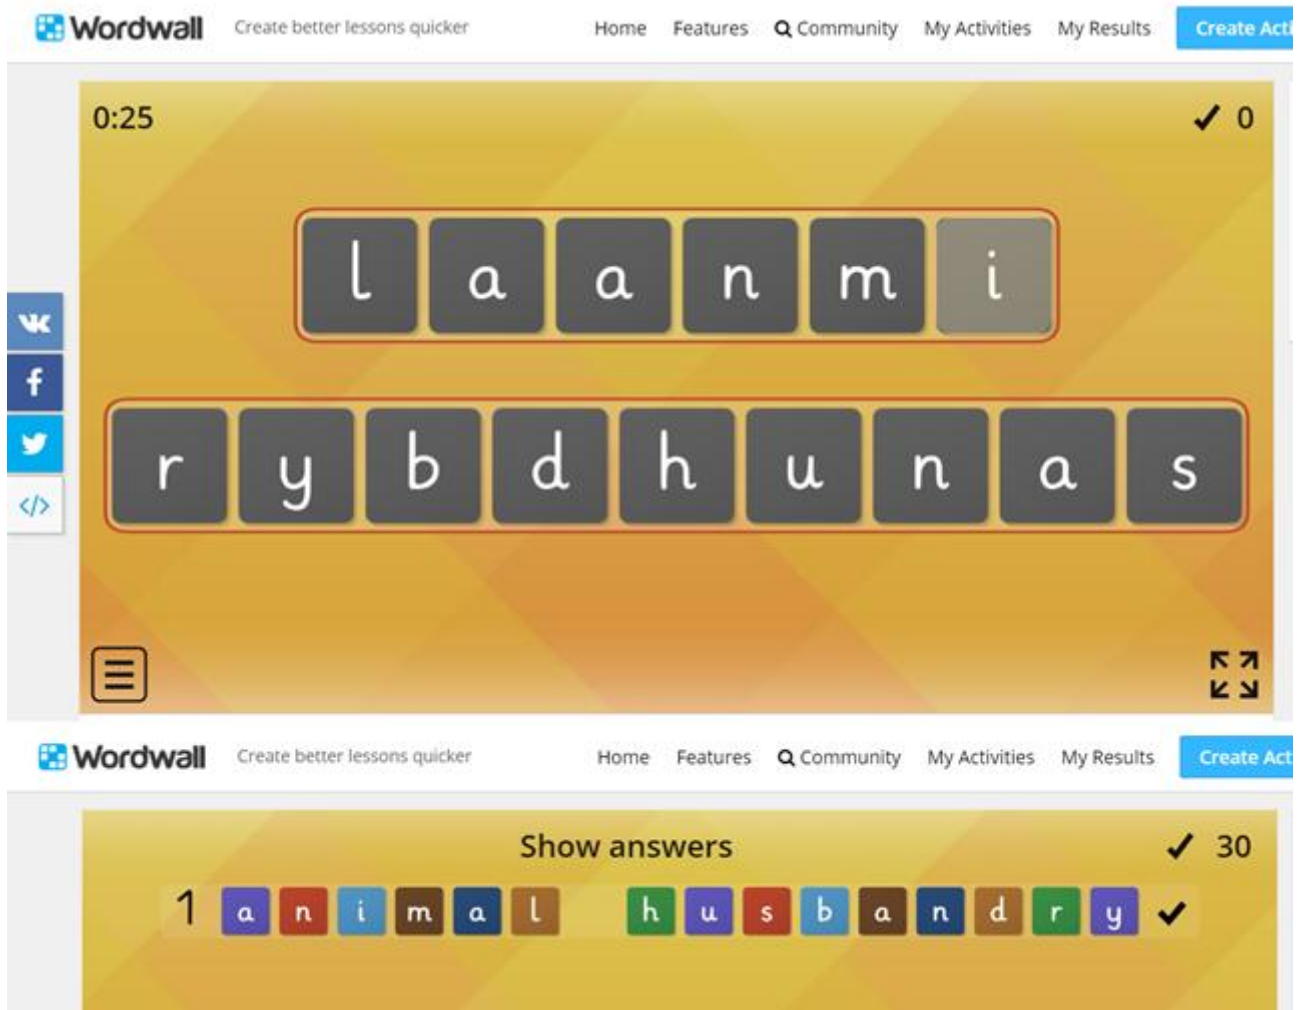 Wordwall Create better lessons quicker Home Features Community My Activities My Results Create Acti
0:25 0
l a a n m i
r y b d h u n a s
</>
Wordwall Create better lessons quicker Home Features Community My Activities My Results Create Act
Show answers 30
1 a n i m a l h u s b a n d r y